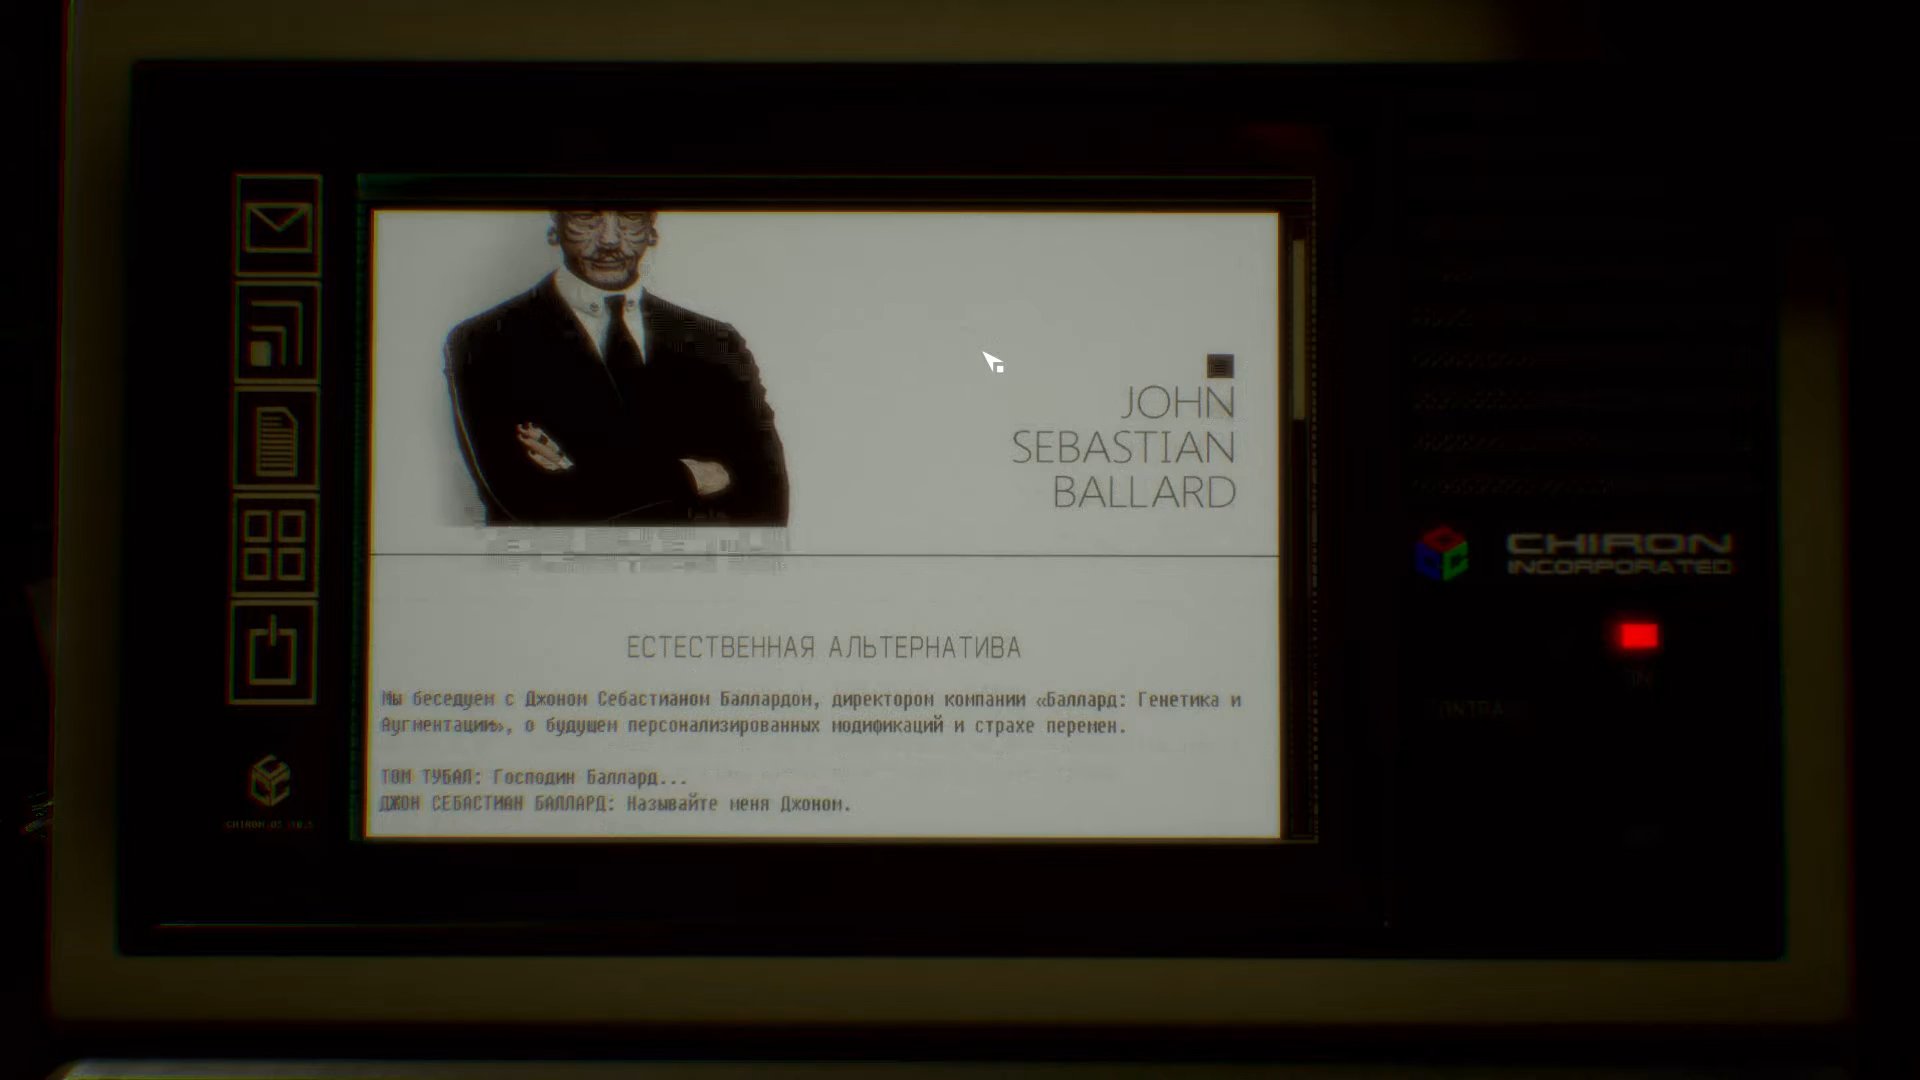 JOHN
SEBASTIAN
BALLARD
ЕСТЕСТВЕННАЯ АЛЬТЕРНАТИВА
Мы беседуем с Джоном Себастианом Баллардом, директором компании «Баллард: Генетика и
Аугментации», о будущем персонализированных модификаций и страхе перемен.
ТОМ ТУБАЛ: Господин Баллард...
ДЖОН СЕБАСТИАН БАЛЛАРД: Называйте меня Джоном.
CHIRON
INCORPORATED